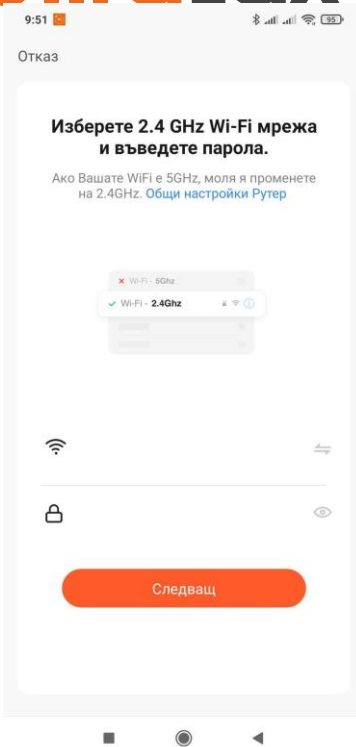 9:51
95
Отказ
Изберете 2.4 GHz Wi-Fi мрежа
и въведете парола.
Ако Вашате WiFi е 5GHz, моля я променете
на 2.4GHz. Общи настройки Рутер
Wi-Fi - 5Ghz
Wi-Fi - 2.4Ghz
Следващ